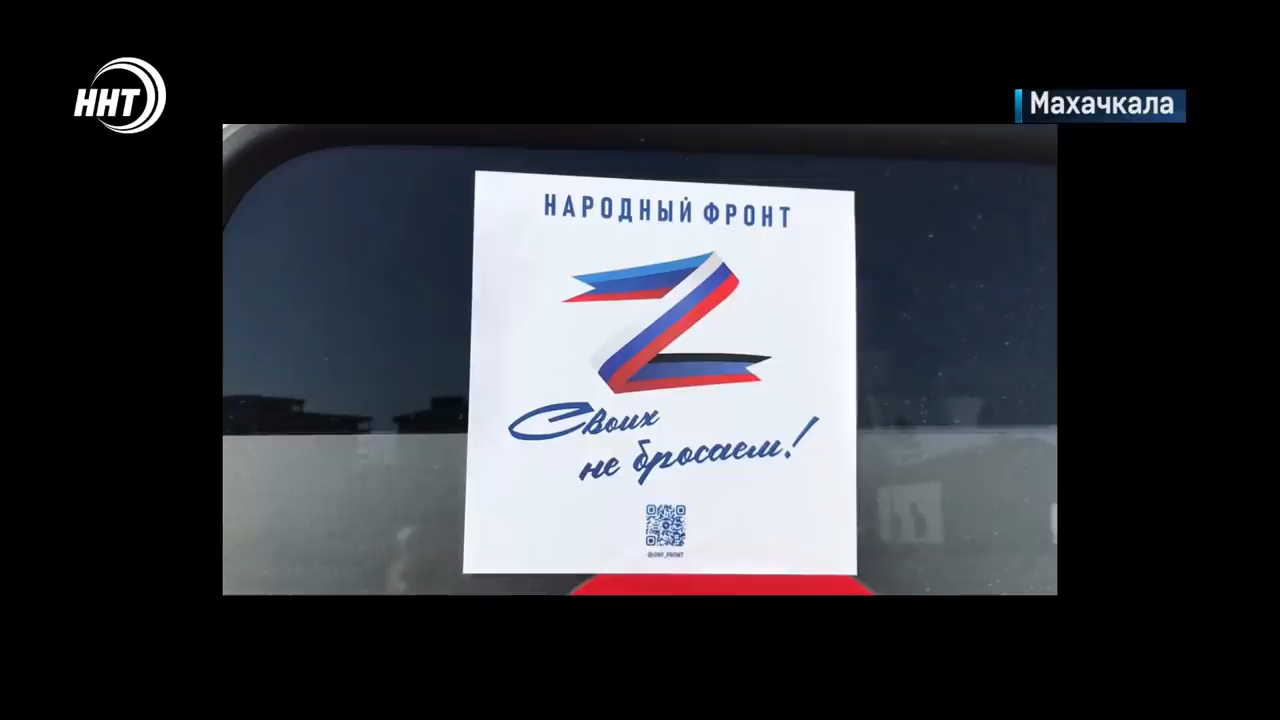 ННТ
Махачкала
НАРОДНЫЙ ФРОНТ
Своих
не бросаем!
@ONF_FRONT